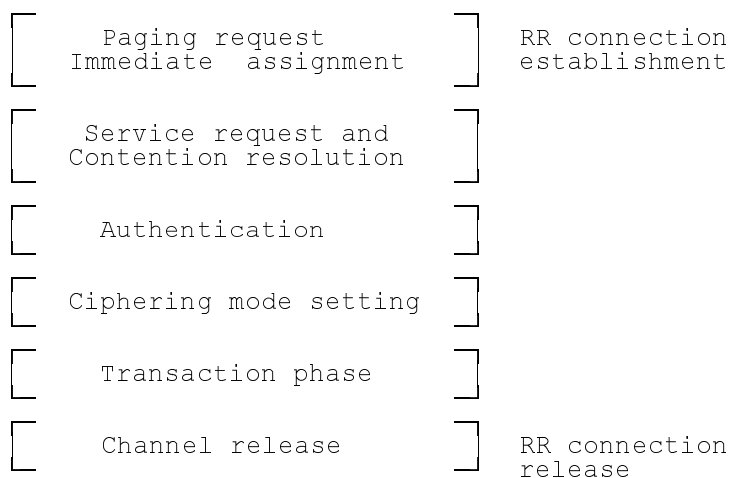 Paging request
Immediate assignment
RR connection
establishment
Service request and
Contention resolution
Authentication
Ciphering mode setting
Transaction phase
Channel release
RR connection
release